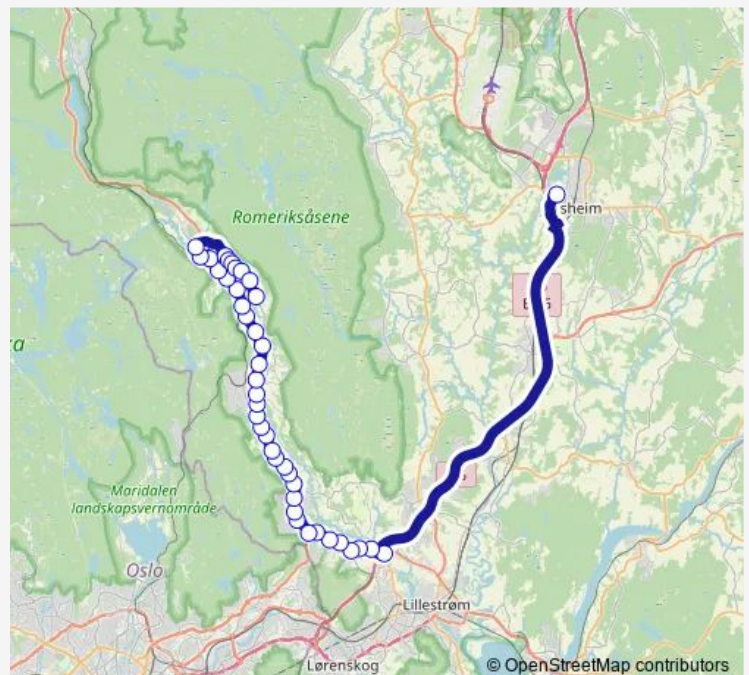 Romeriksåsene
sheim
Maridalen
landskapsvernområde
Oslo
Lillestrøm
Lørenskog
© OpenStreetMap contributors